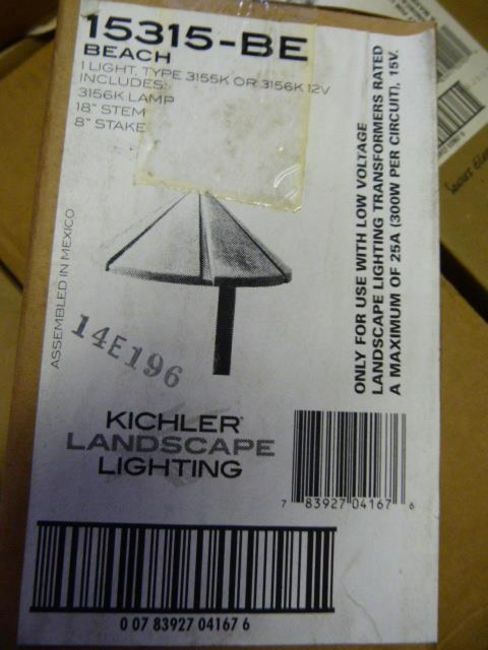 15315-BE
BEACH
1 LIGHT, TYPE 3155K OR 3156K 12V
INCLUDES:
3156K LAMP
18" STEM
8" STAKE
ASSEMBLED IN MEXICO
14E196
ONLY FOR USE WITH LOW VOLTAGE
LANDSCAPE LIGHTING TRANSFORMERS RATED
A MAXIMUM OF 25A (300W PER CIRCUIT), 15V.
KICHLER
LANDSCAPE
LIGHTING
7 83927 04167 6
0 07 83927 04167 6